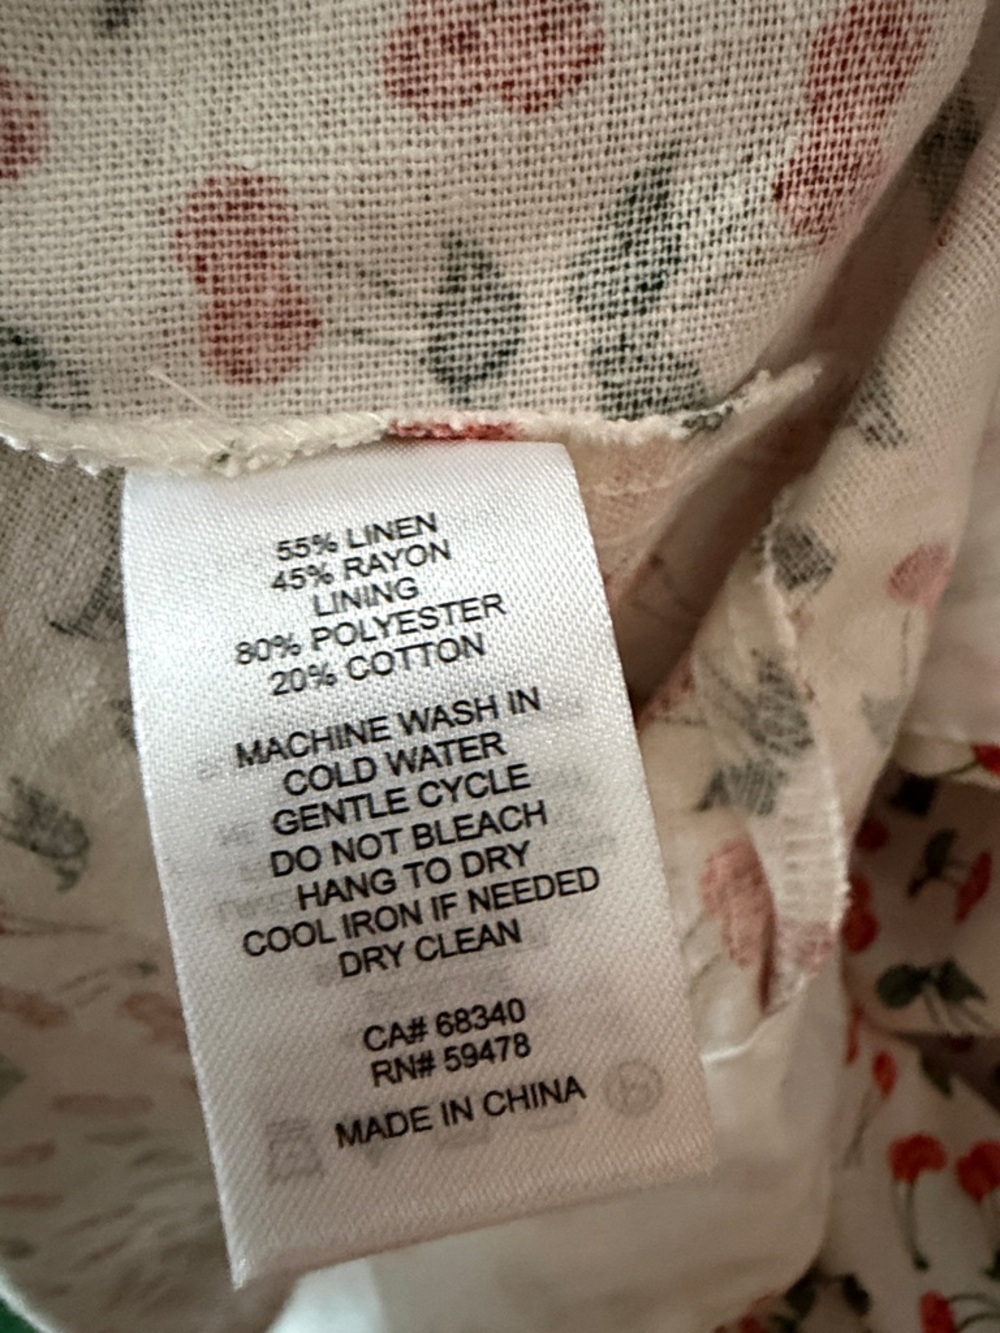 55% LINEN
45% RAYON
LINING
80% POLYESTER
20% COTTON
MACHINE WASH IN
COLD WATER
GENTLE CYCLE
DO NOT BLEACH
HANG TO DRY
COOL IRON IF NEEDED
DRY CLEAN
CA# 68340
RN# 59478
MADE IN CHINA